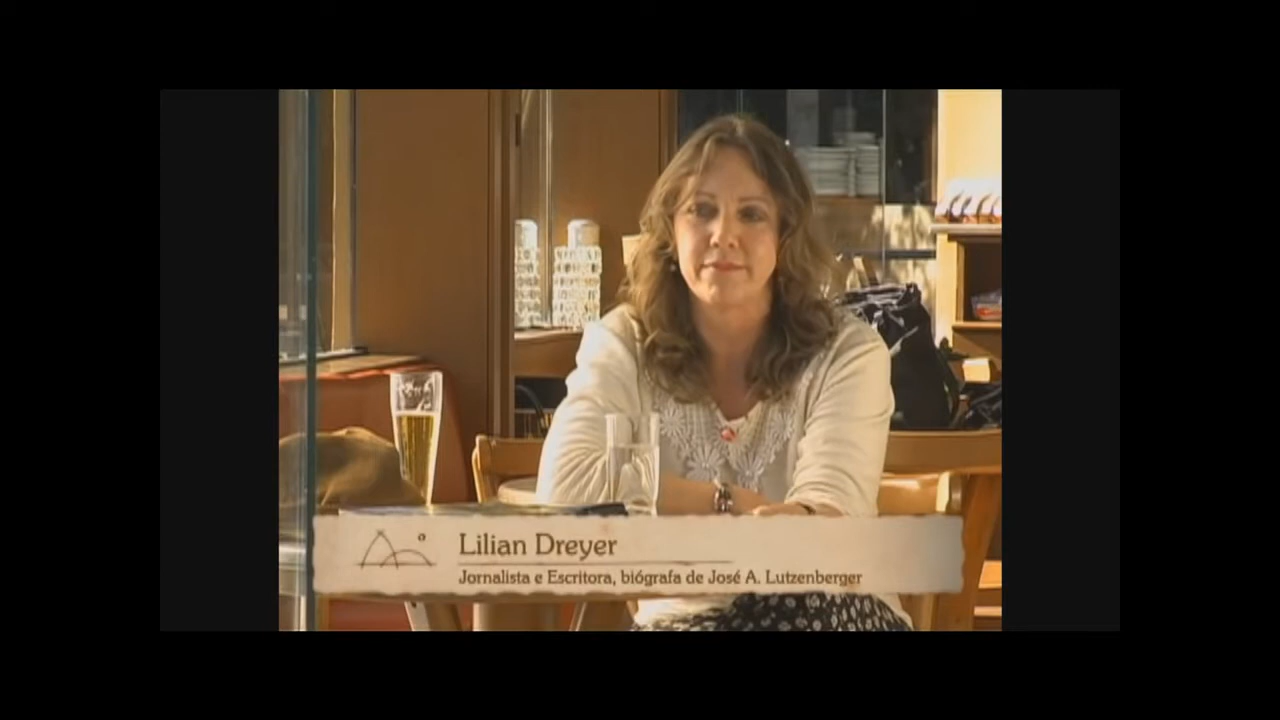 Lilian Dreyer
Jornalista e Escritora, biógrafa de José A. Lutzenberger